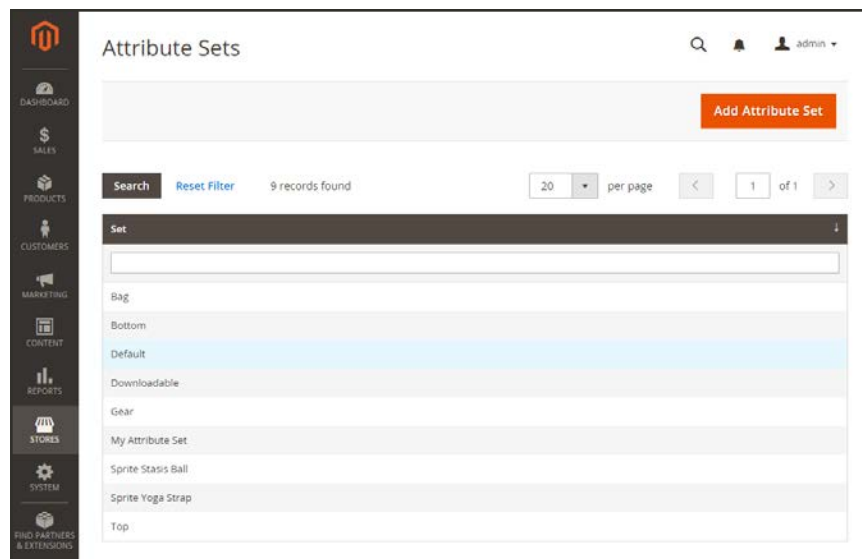 Attribute Sets
admin
DASHBOARD
SALES
PRODUCTS
CUSTOMERS
MARKETING
CONTENT
REPORTS
STORES
SYSTEM
FIND PARTNERS
& EXTENSIONS
Add Attribute Set
Search Reset Filter 9 records found 20 per page 1 of 1
Set
Bag
Bottom
Default
Downloadable
Gear
My Attribute Set
Sprite Stasis Ball
Sprite Yoga Strap
Top